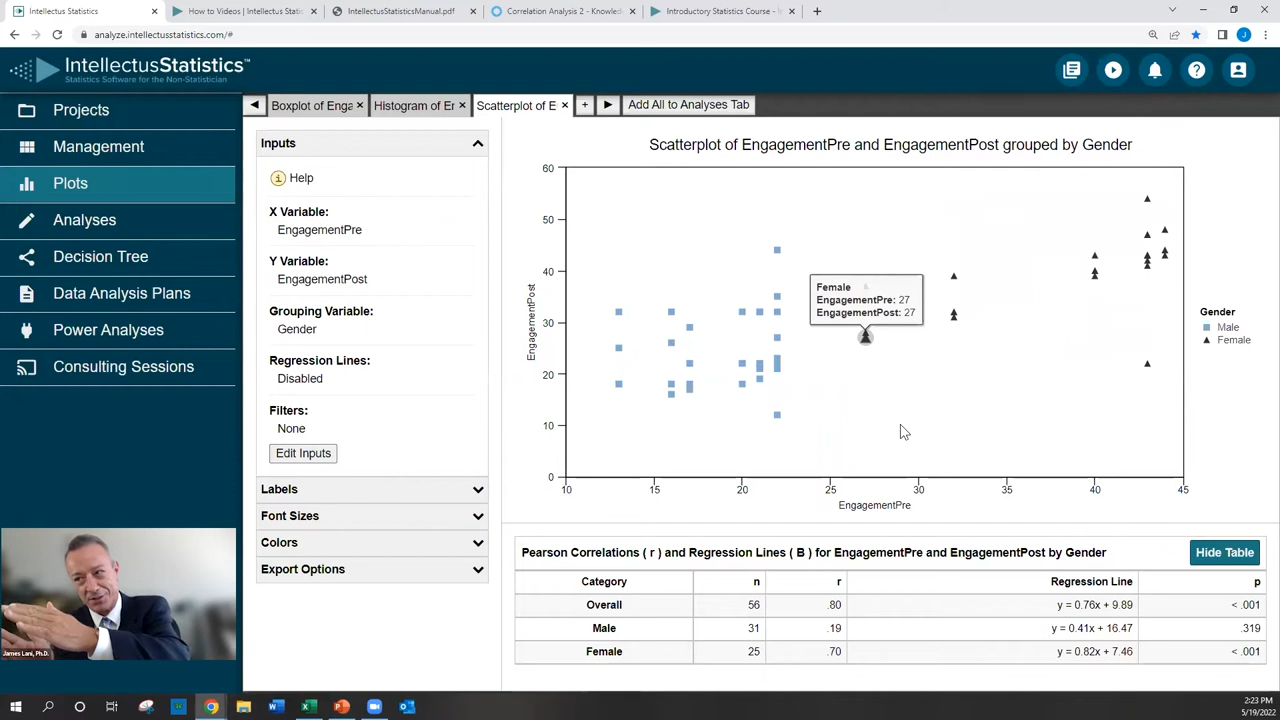 Intellectus Statistics
How to Videos | Intellectus Stati
IntellectusStatisticsManual.pdf
Correlation Analysis 2 - Knowled
Introductory Statistics Course - In
analyze.intellectusstatistics.com/#
IntellectusStatistics™
Statistics Software for the Non-Statistician
Projects
Management
Plots
Analyses
Decision Tree
Data Analysis Plans
Power Analyses
Consulting Sessions
Boxplot of Enga
Histogram of Er
Scatterplot of E
Add All to Analyses Tab
Inputs
Help
X Variable:
EngagementPre
Y Variable:
EngagementPost
Grouping Variable:
Gender
Regression Lines:
Disabled
Filters:
None
Edit Inputs
Labels
Font Sizes
Colors
Export Options
Scatterplot of EngagementPre and EngagementPost grouped by Gender
60
50
40
30
20
10
0
EngagementPost
10 15 20 25 30 35 40 45
EngagementPre
Female
EngagementPre: 27
EngagementPost: 27
Gender
Male
Female
Pearson Correlations ( r ) and Regression Lines ( B ) for EngagementPre and EngagementPost by Gender
Hide Table
Category n r Regression Line p
Overall 56 .80 y = 0.76x + 9.89 < .001
Male 31 .19 y = 0.41x + 16.47 .319
Female 25 .70 y = 0.82x + 7.46 < .001
James Lani, Ph.D.
2:23 PM
5/19/2022